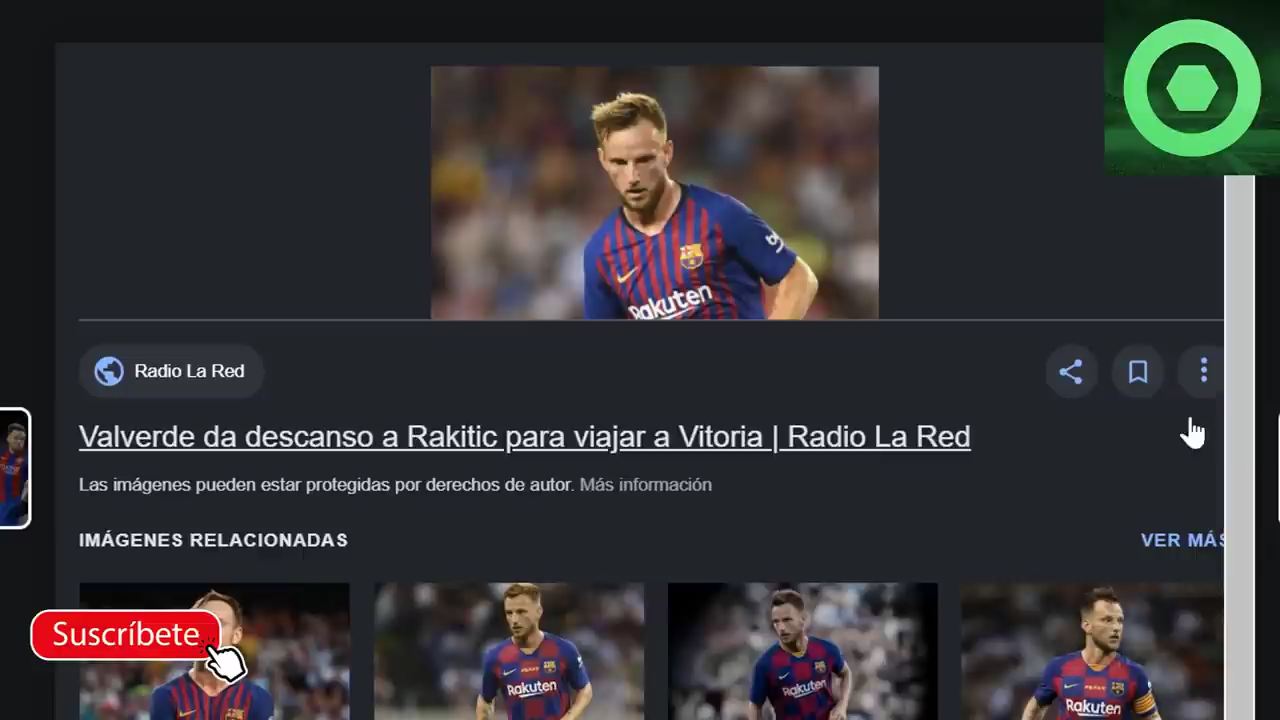 Rakuten
Radio La Red
Valverde da descanso a Rakitic para viajar a Vitoria | Radio La Red
Las imágenes pueden estar protegidas por derechos de autor. Más información
IMÁGENES RELACIONADAS
VER MÁS
Suscríbete
Rakuten
Rakuten
Rakuten